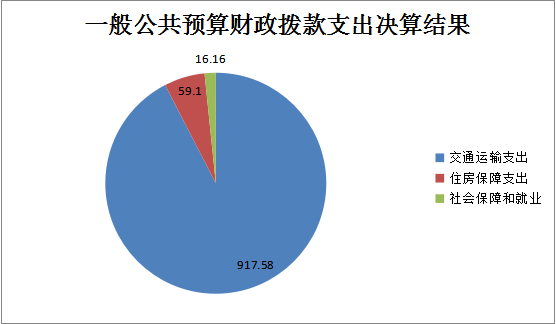 一般公共预算财政拨款支出决算结果
16.16
59.1
917.58
交通运输支出
住房保障支出
社会保障和就业